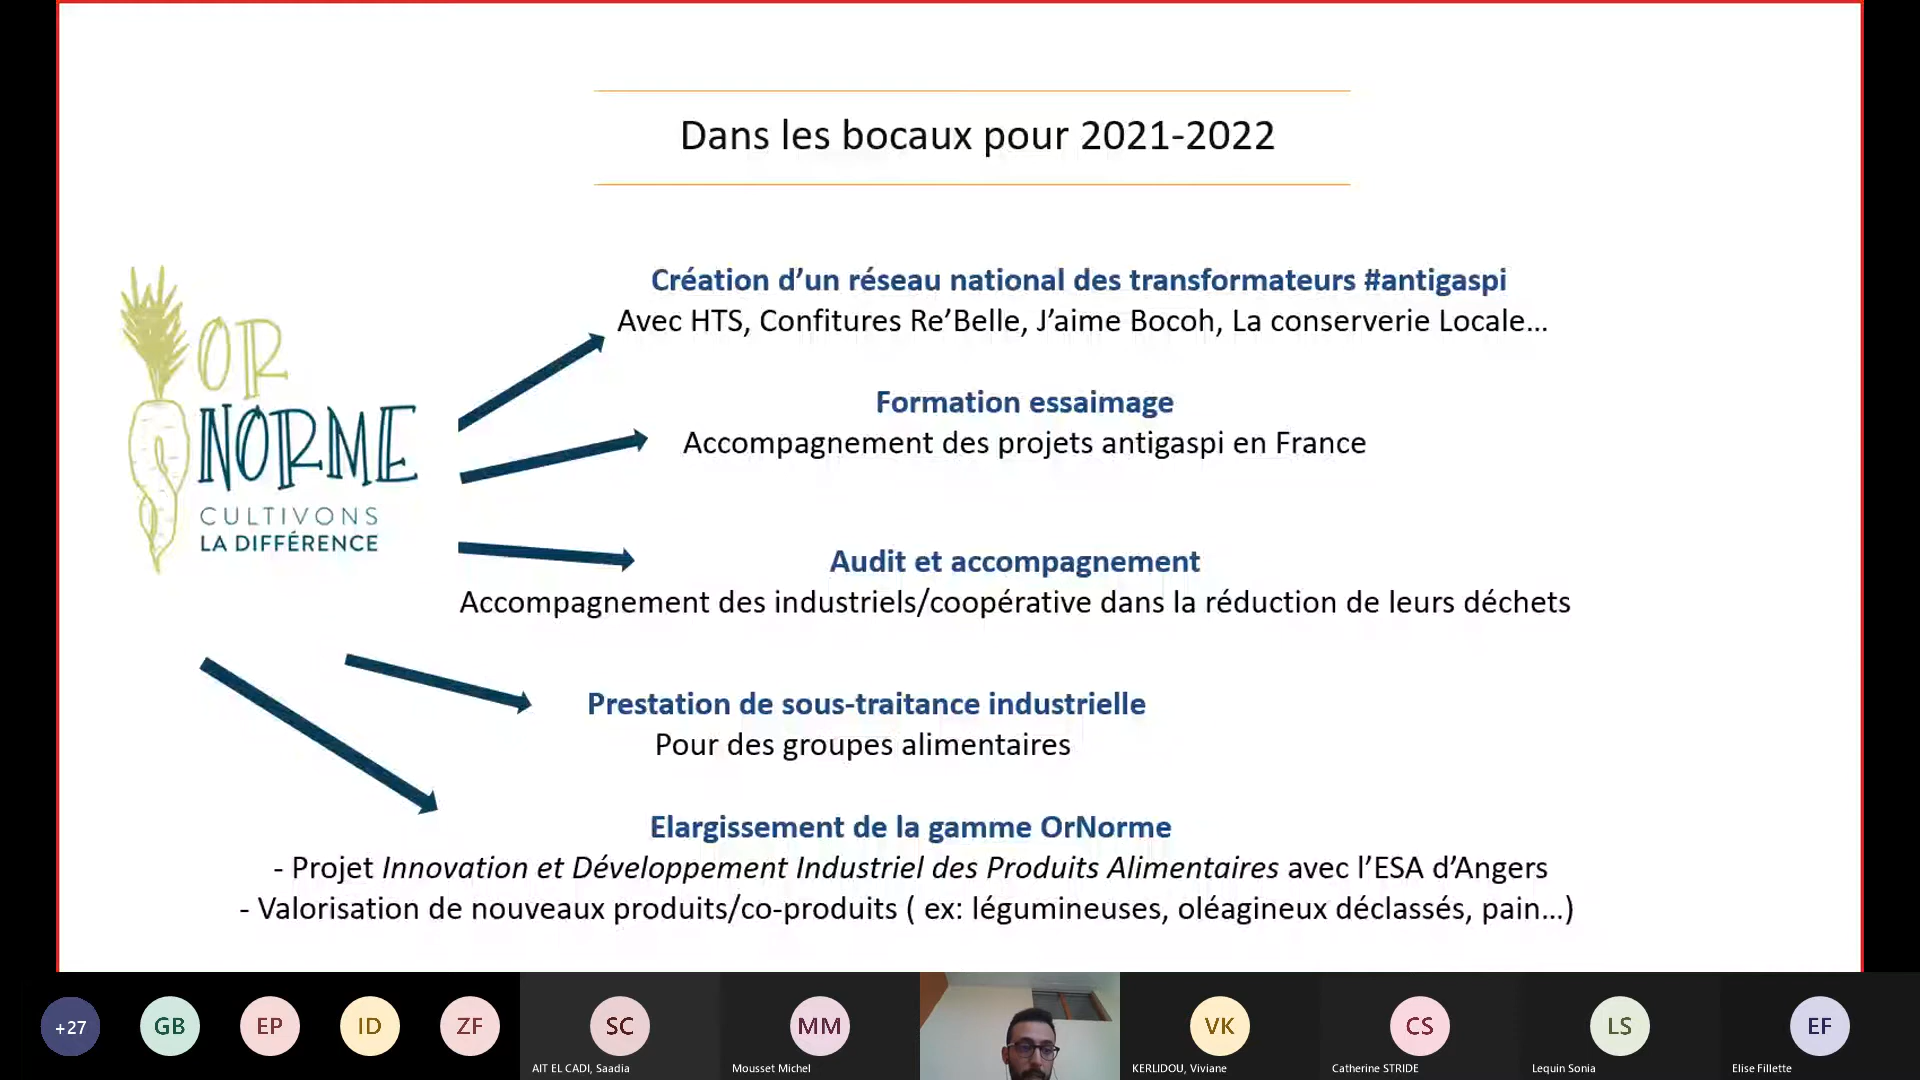 Dans les bocaux pour 2021-2022
OR
NORME
CULTIVONS
LA DIFFÉRENCE
Création d’un réseau national des transformateurs #antigaspi
Avec HTS, Confitures Re’Belle, J’aime Bocoh, La conserverie Locale...
Formation essaimage
Accompagnement des projets antigaspi en France
Audit et accompagnement
Accompagnement des industriels/coopérative dans la réduction de leurs déchets
Prestation de sous-traitance industrielle
Pour des groupes alimentaires
Elargissement de la gamme OrNorme
- Projet Innovation et Développement Industriel des Produits Alimentaires avec l’ESA d’Angers
- Valorisation de nouveaux produits/co-produits ( ex: légumineuses, oléagineux déclassés, pain...)
+27
GB
EP
ID
ZF
SC
AIT EL CADI, Saadia
MM
Mousset Michel
VK
KERLIDOU, Viviane
CS
Catherine STRIDE
LS
Lequin Sonia
EF
Elise Fillette